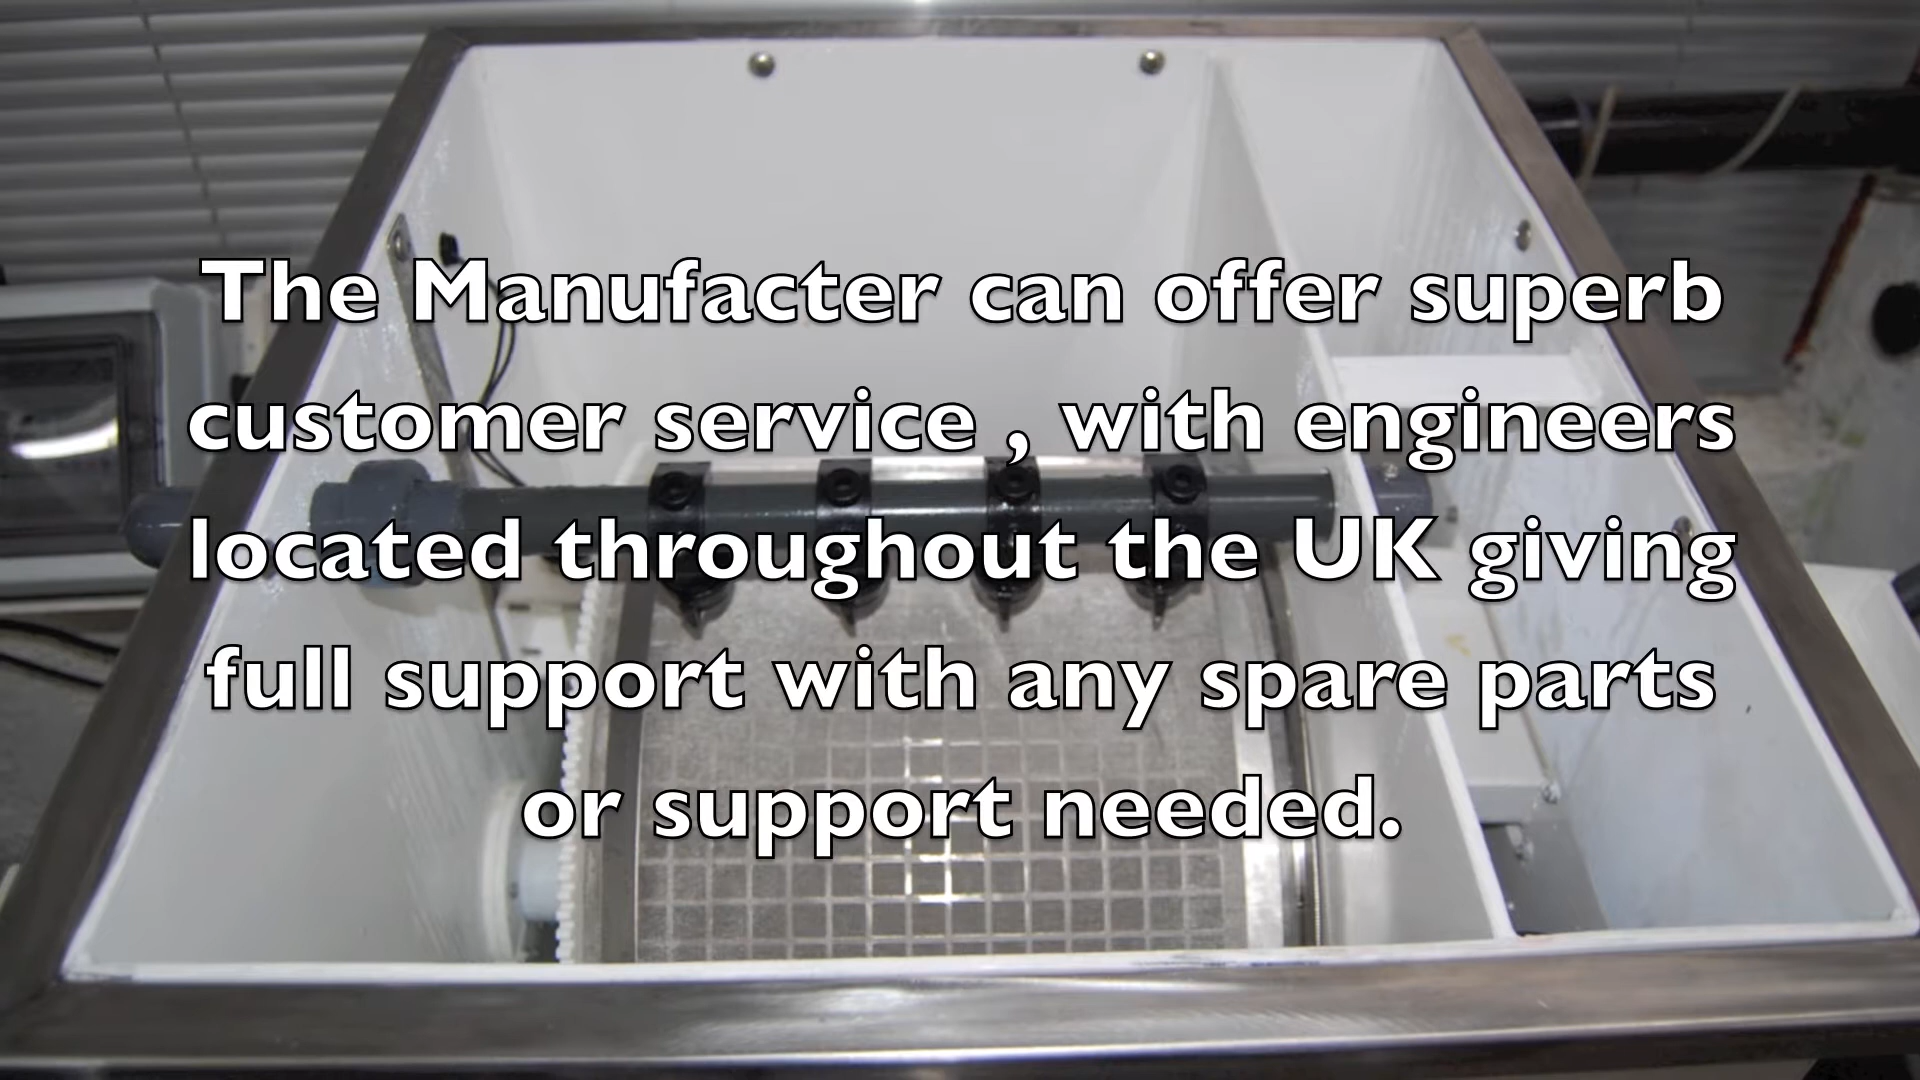 The Manufacter can offer superb
customer service , with engineers
located throughout the UK giving
full support with any spare parts
or support needed.